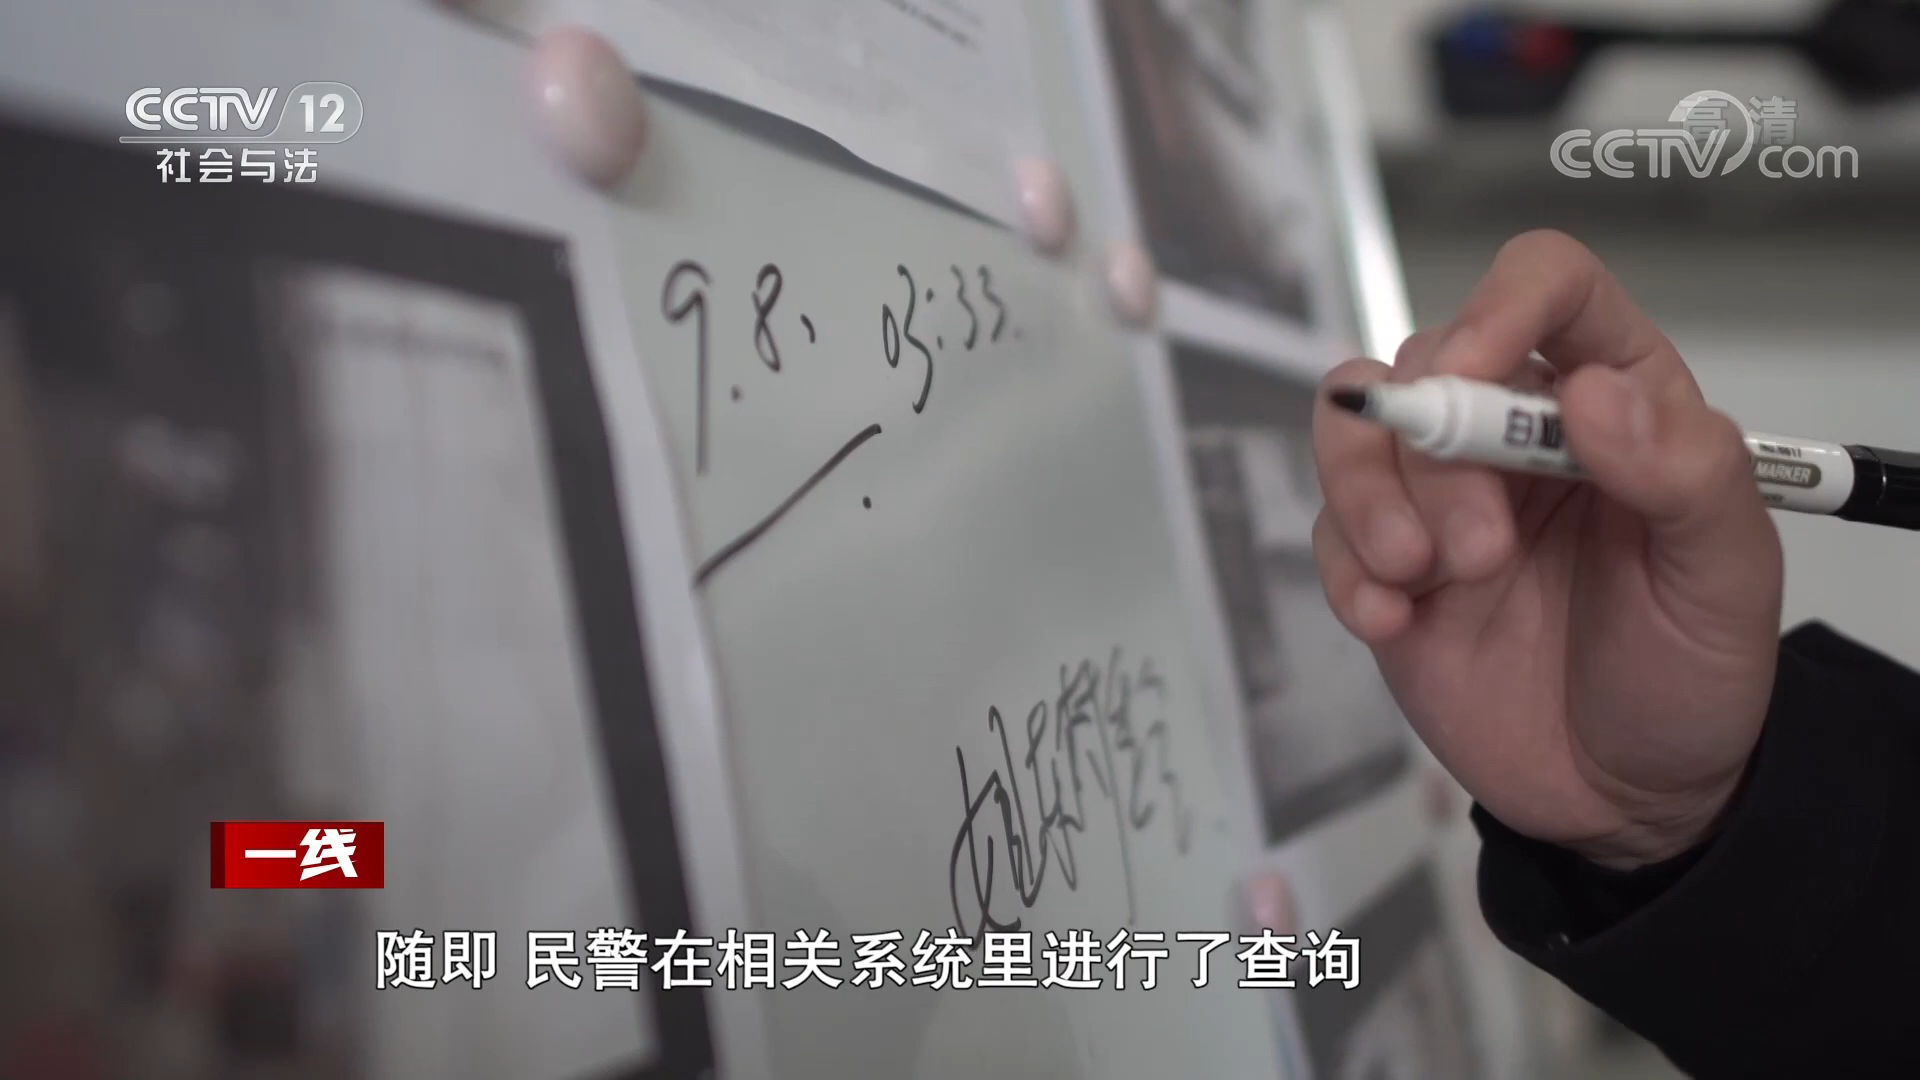 CCTV 12
社会与法
高清
CCTV com
9.8、 03:33.
MARKER
一线
随即 民警在相关系统里进行了查询